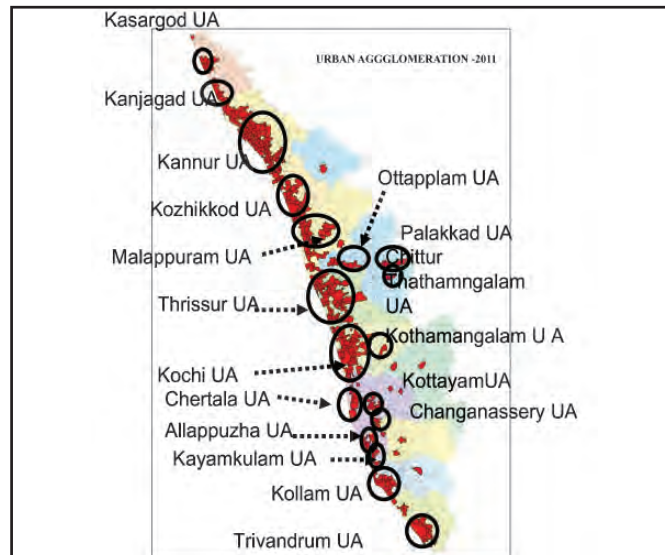 Kasargod UA
URBAN AGGGLOMERATION -2011
Kanjagad UA
Kannur UA
Ottapplam UA
Kozhikkod UA
Palakkad UA
Malappuram UA
Chittur
Thathamngalam
UA
Thrissur UA
Kothamangalam U A
Kochi UA
KottayamUA
Chertala UA
Changanassery UA
Allappuzha UA
Kayamkulam UA
Kollam UA
Trivandrum UA